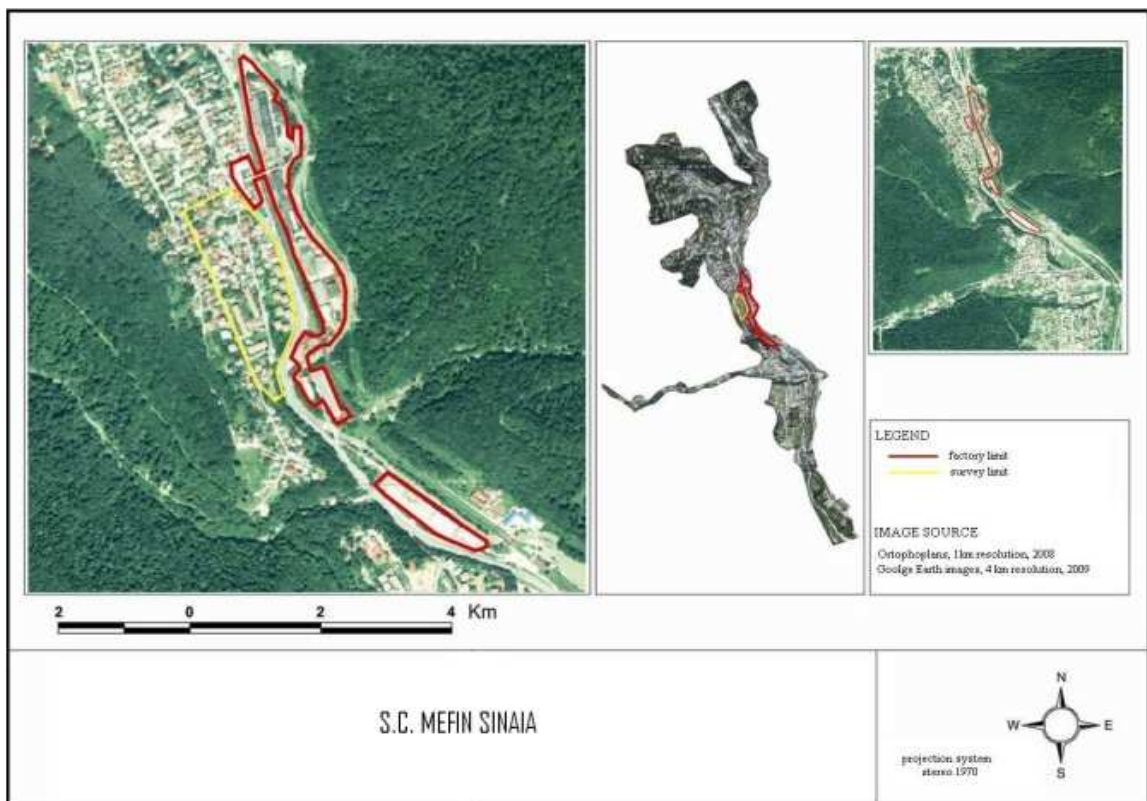 LEGEND
factory limit
survey limit
IMAGE SOURCE
Ortophoplans, 1km resolution, 2008
Goolge Earth images, 4 km resolution, 2009
2 0 2 4 Km
S.C. MEFIN SINAIA
projection system
stereo 1970
N
W E
S